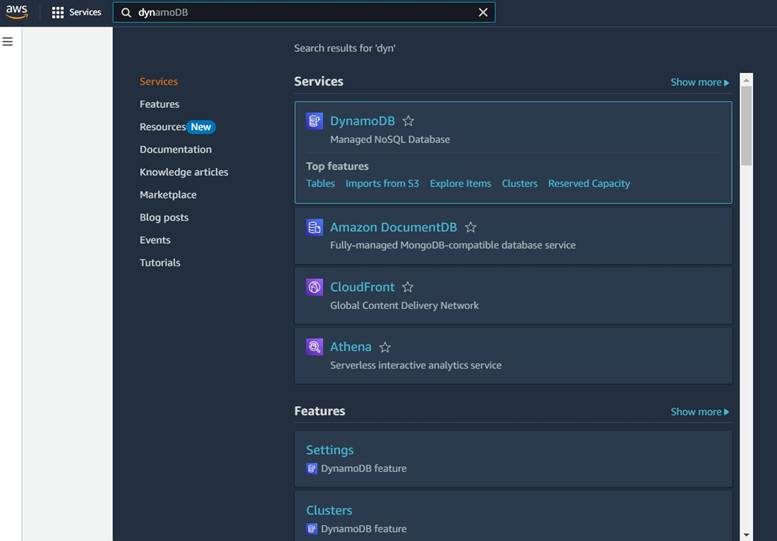 aws
Services
dynamoDB
Search results for 'dyn'
Services
Features
Resources New
Documentation
Knowledge articles
Marketplace
Blog posts
Events
Tutorials
Services
Show more
DynamoDB
Managed NoSQL Database
Top features
Tables Imports from S3 Explore Items Clusters Reserved Capacity
Amazon DocumentDB
Fully-managed MongoDB-compatible database service
CloudFront
Global Content Delivery Network
Athena
Serverless interactive analytics service
Features
Show more
Settings
DynamoDB feature
Clusters
DynamoDB feature